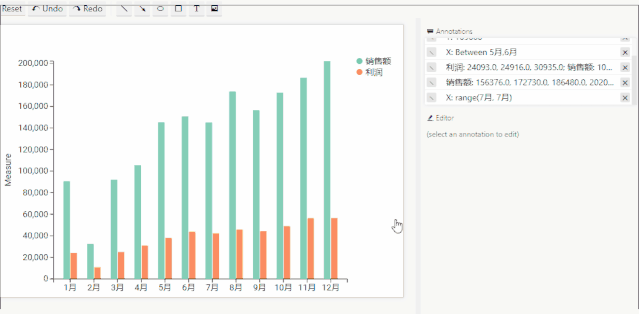 Reset Undo Redo T
Annotations
X: Between 5月,6月
利润: 24093.0, 24916.0, 30935.0; 销售额: 10...
销售额: 156376.0, 172730.0, 186480.0, 2020...
X: range(7月, 7月)
Editor
(select an annotation to edit)
销售额
利润
Measure
200,000
180,000
160,000
140,000
120,000
100,000
80,000
60,000
40,000
20,000
0
1月 2月 3月 4月 5月 6月 7月 8月 9月 10月 11月 12月